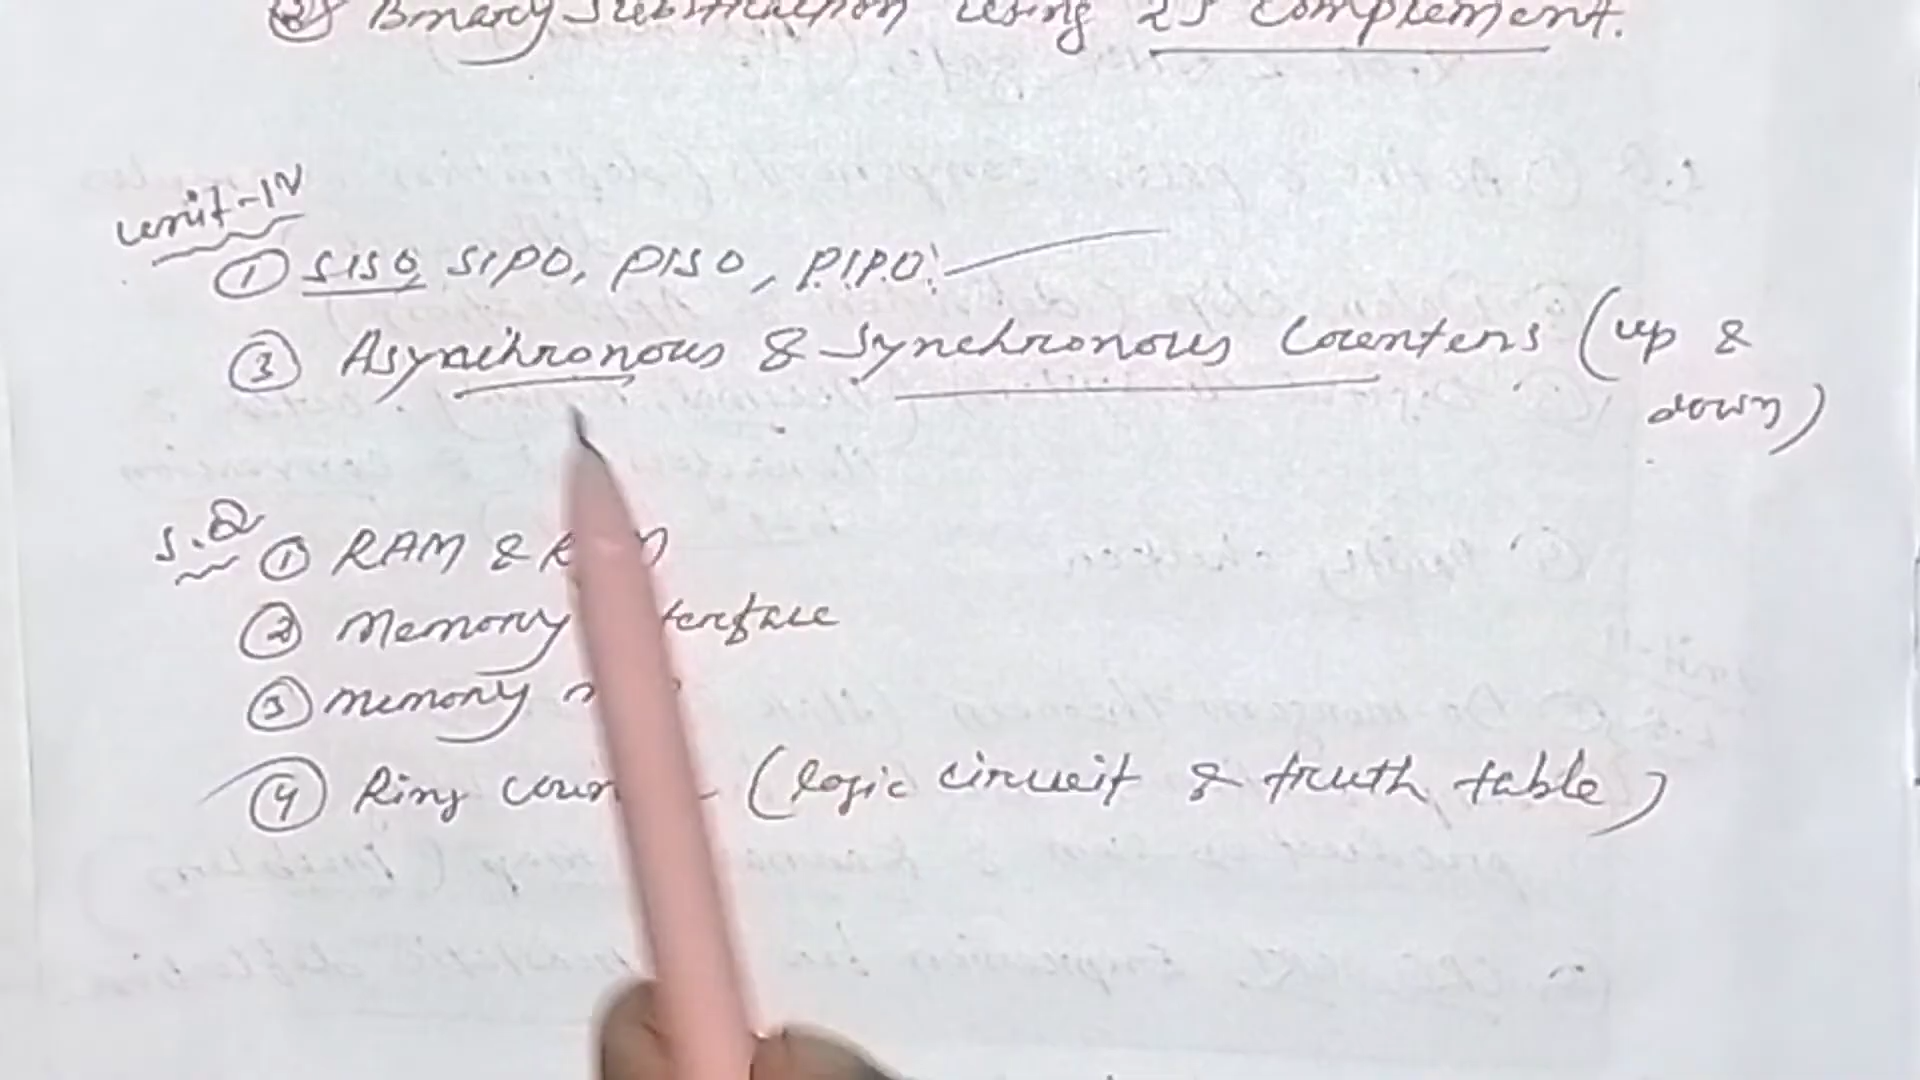 Binary Subtraction using 2s complement.
Unit-IV
① SISO, SIPO, PISO, P.I.P.O.
③ Asynchronous & Synchronous Counters (up &
down)
S.Q ① RAM & R
② Memory
③ memory
④ Ring (logic circuit & truth table)